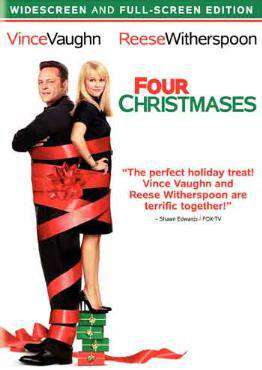 WIDESCREEN AND FULL-SCREEN EDITION
VinceVaughn ReeseWitherspoon
FOUR
CHRISTMASES
"The perfect holiday treat!
Vince Vaughn and
Reese Witherspoon are
terrific together!"
– Shawn Edwards / FOX-TV